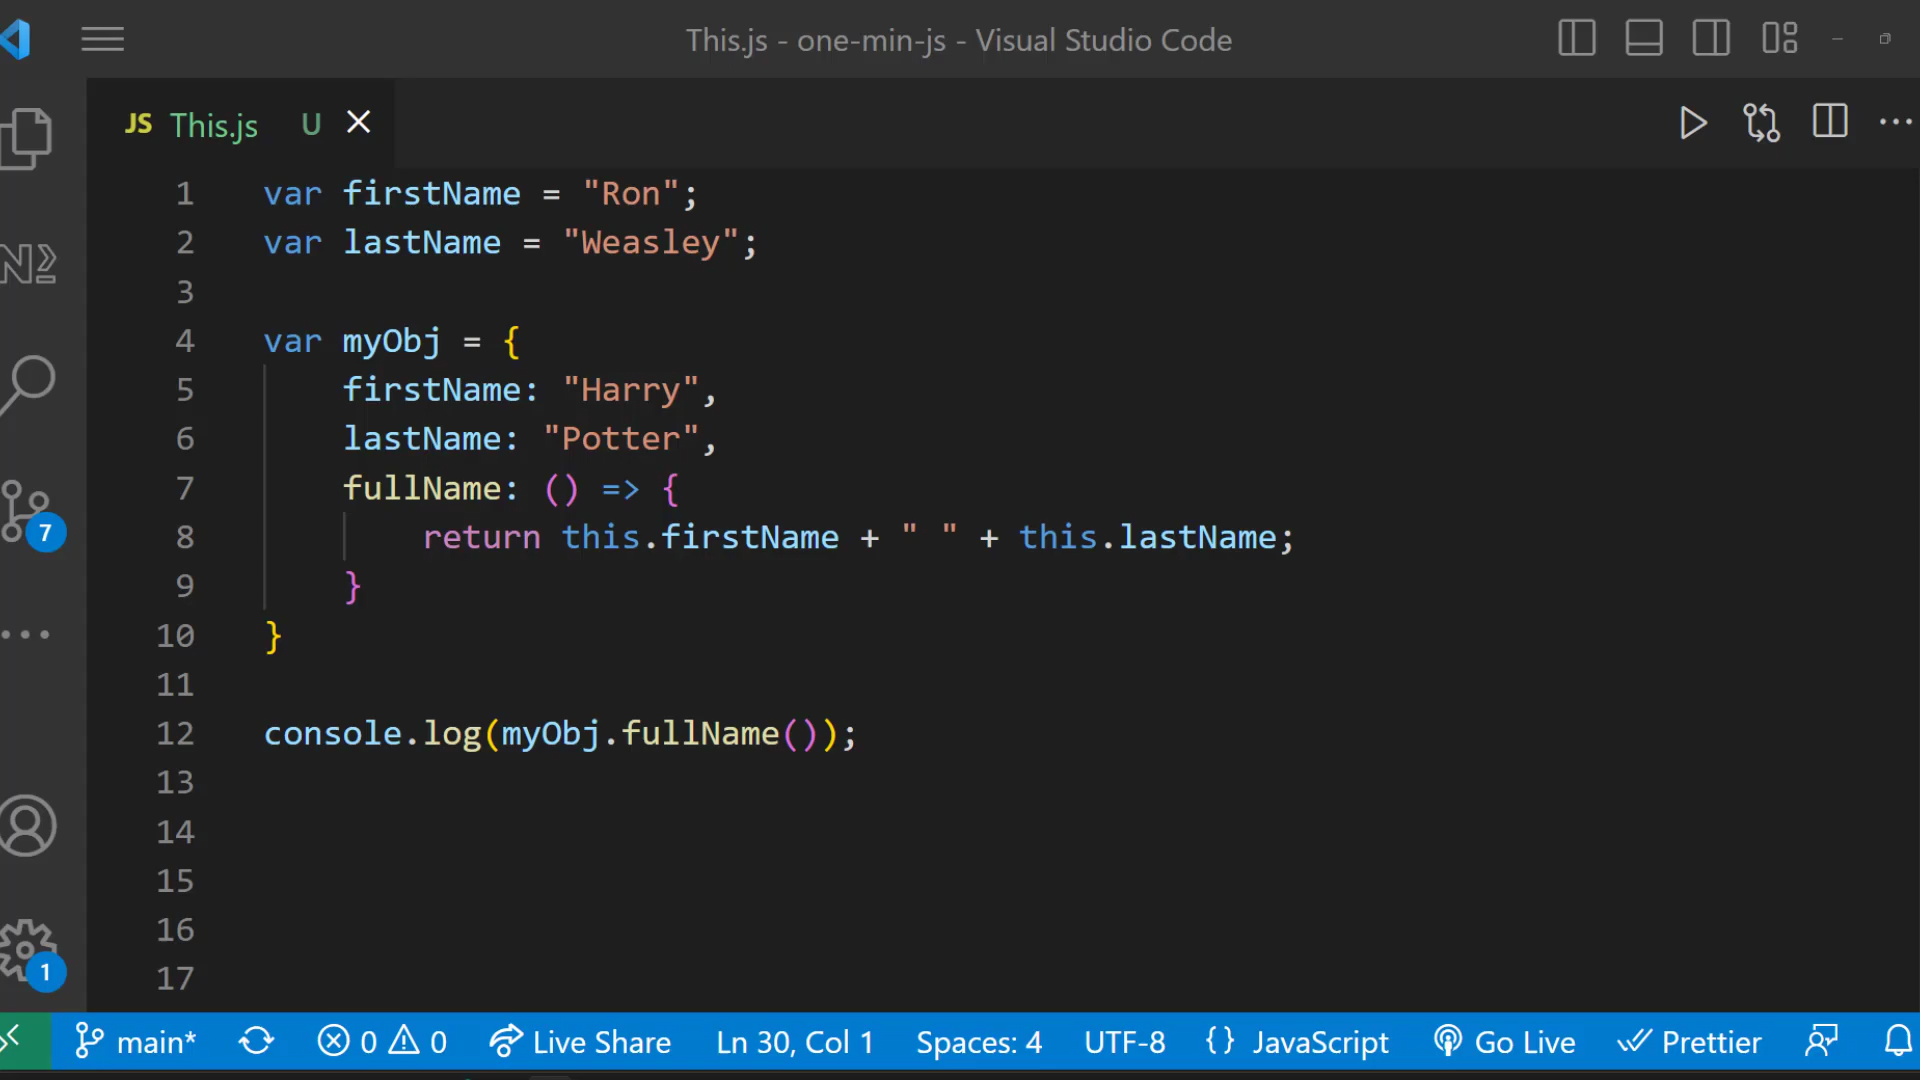 This.js - one-min-js - Visual Studio Code
JS This.js U
1 var firstName = "Ron";
2 var lastName = "Weasley";
3
4 var myObj = {
5     firstName: "Harry",
6     lastName: "Potter",
7     fullName: () => {
8         return this.firstName + " " + this.lastName;
9     }
10 }
11
12 console.log(myObj.fullName());
13
14
15
16
17
7
1
main* 0 0 Live Share Ln 30, Col 1 Spaces: 4 UTF-8 {} JavaScript Go Live Prettier